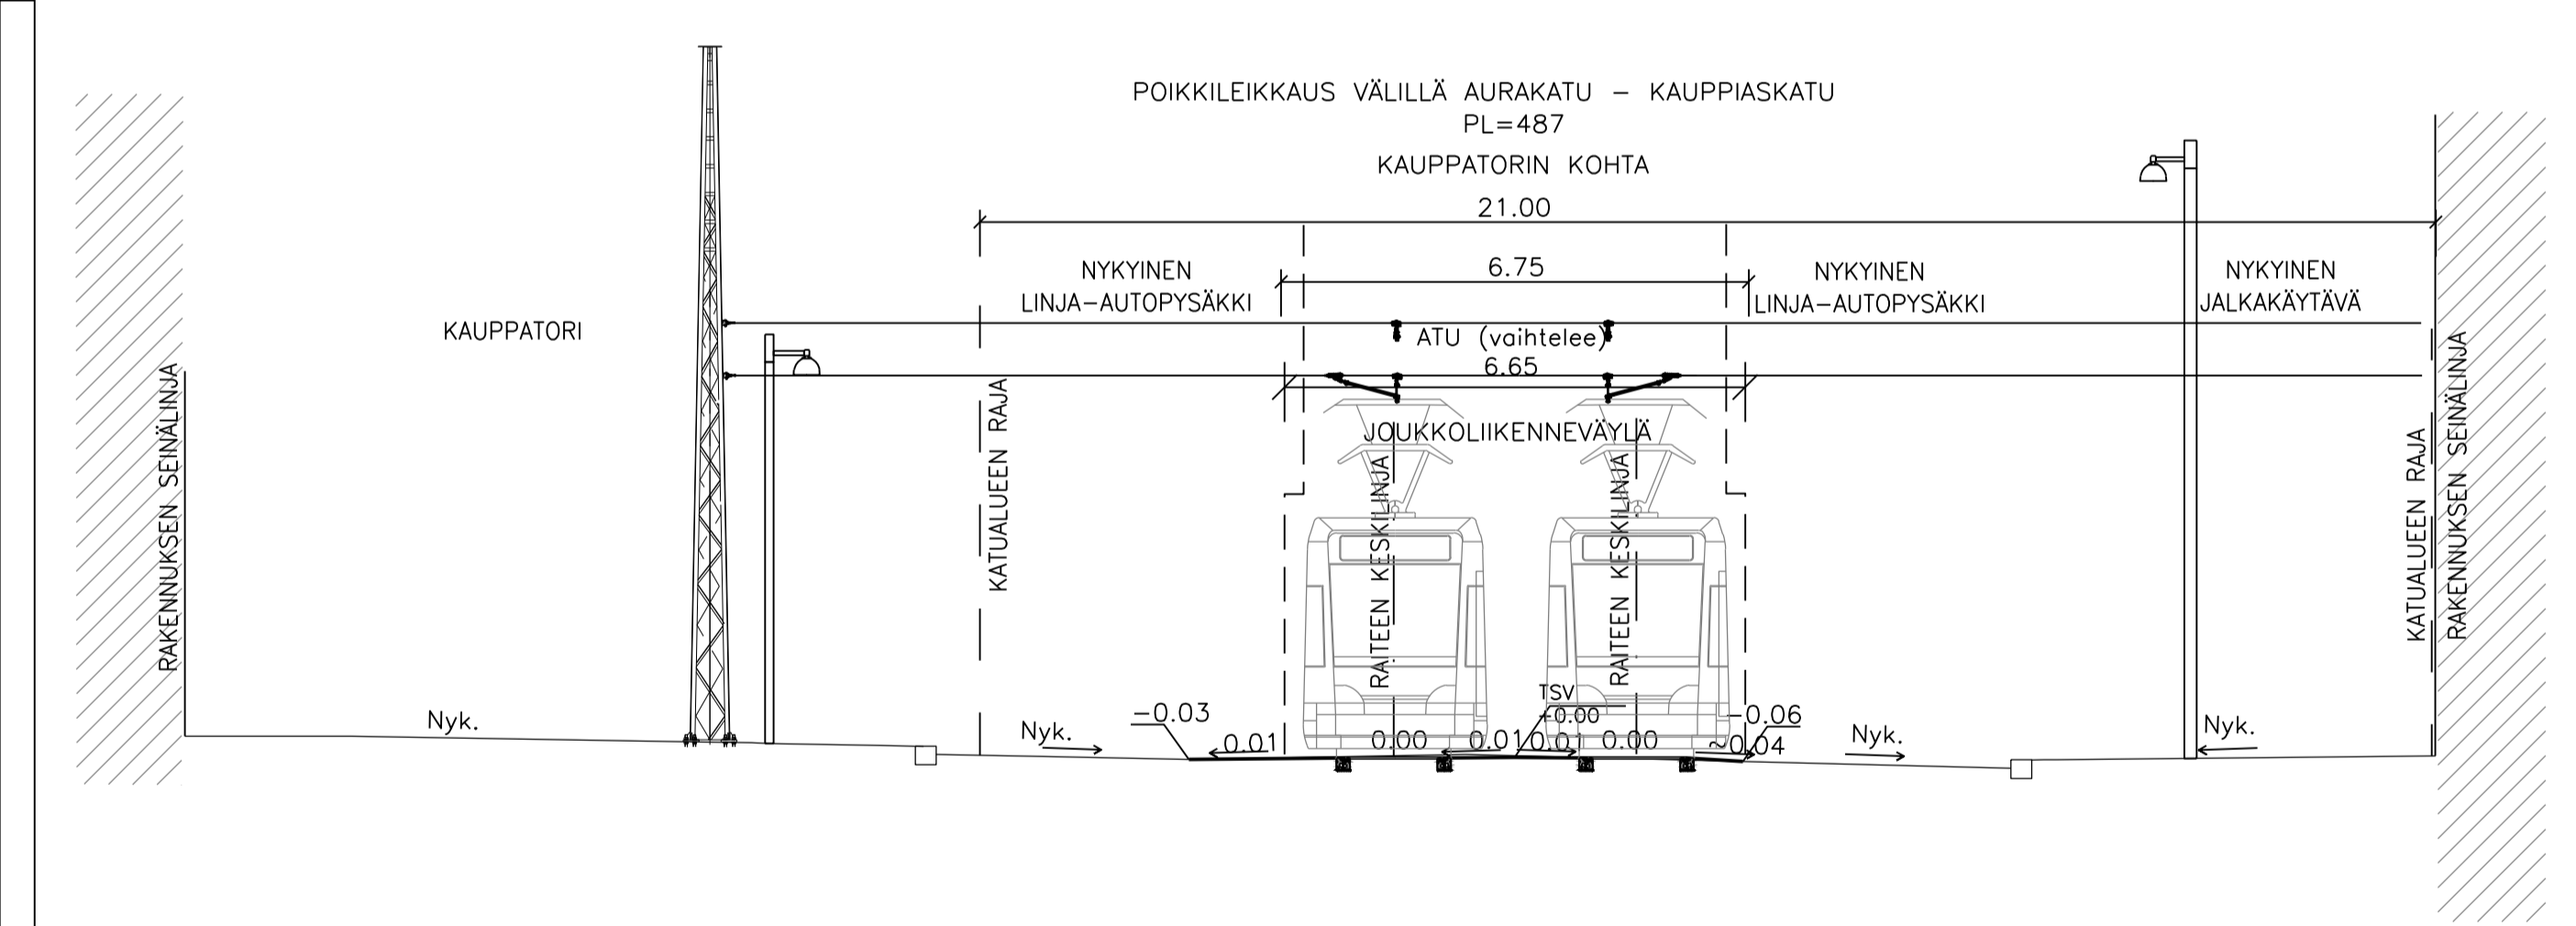 POIKKILEIKKAUS VÄLILLÄ AURAKATU – KAUPPIASKATU
PL=487
KAUPPATORIN KOHTA
21.00
NYKYINEN
LINJA–AUTOPYSÄKKI
6.75
NYKYINEN
LINJA–AUTOPYSÄKKI
NYKYINEN
JALKAKÄYTÄVÄ
KAUPPATORI
ATU (vaihtelee)
6.65
JOUKKOLIIKENNEVÄYLÄ
RAKENNUKSEN SEINÄLINJA
KATUALUEEN RAJA
RAITEEN KESKILINJA
RAITEEN KESKILINJA
KATUALUEEN RAJA
RAKENNUKSEN SEINÄLINJA
TSV
+0.00
Nyk.
Nyk.
–0.03
0.01
0.00
0.01
0.01
0.00
–0.06
~0.04
Nyk.
Nyk.